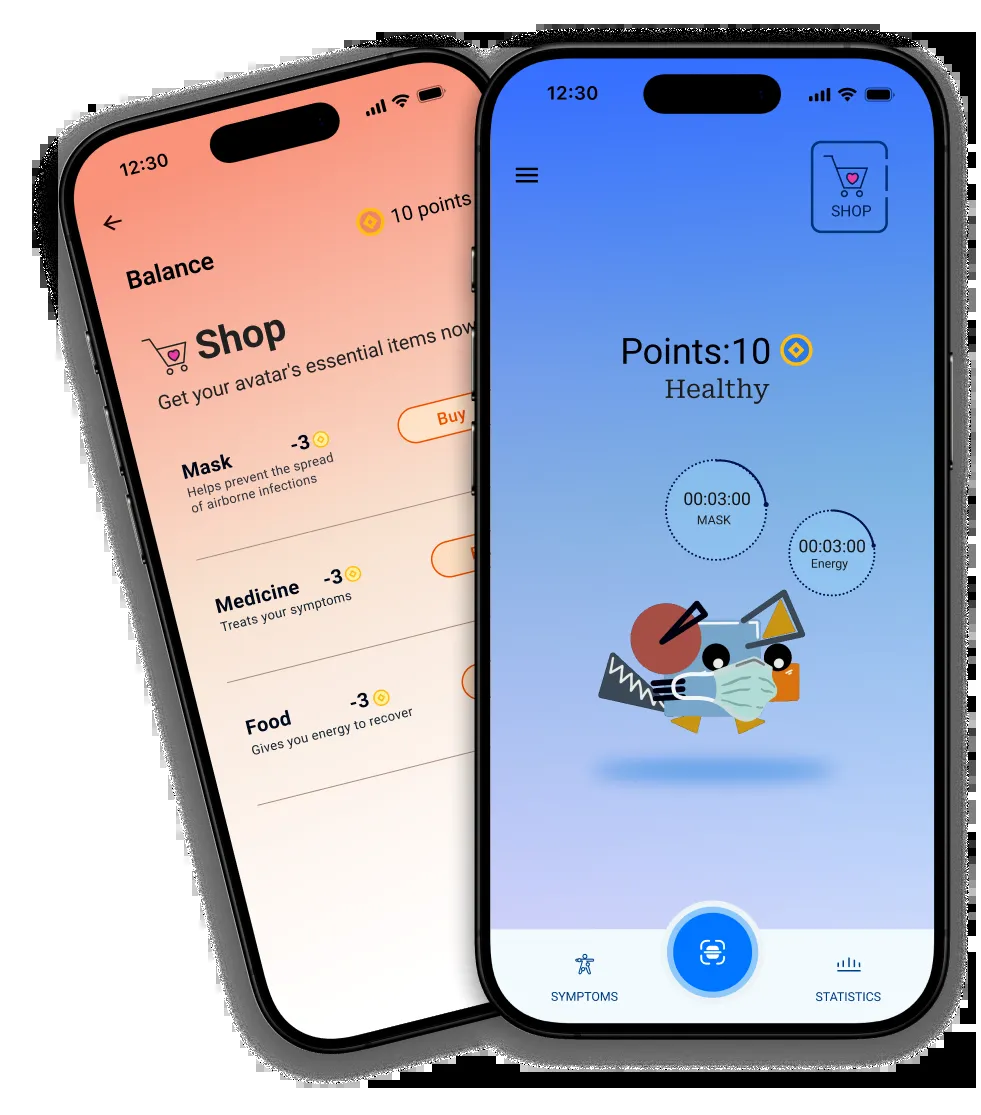 12:30
10 points
Balance
Shop
Get your avatar's essential items now
Mask
-3
Buy
Helps prevent the spread
of airborne infections
Medicine
-3
Treats your symptoms
Food
-3
Gives you energy to recover
12:30
SHOP
Points:10
Healthy
00:03:00
MASK
00:03:00
Energy
SYMPTOMS
STATISTICS